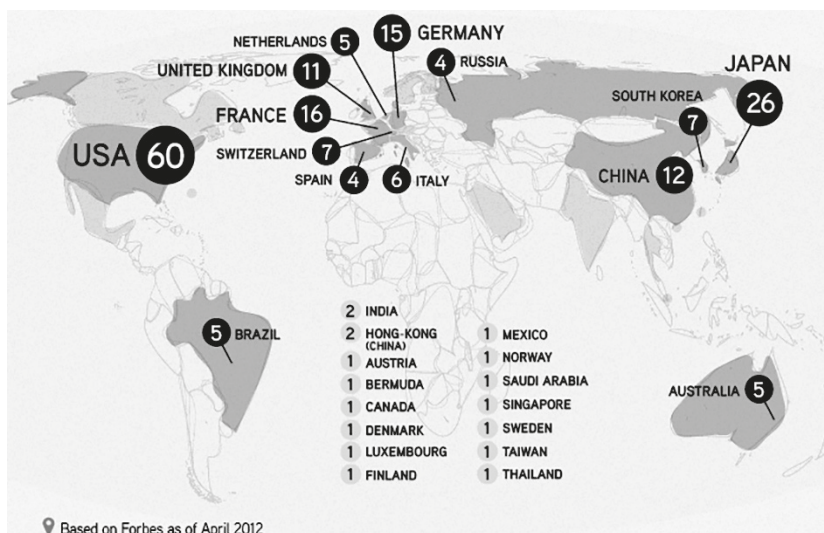 15 GERMANY
NETHERLANDS 5
4 RUSSIA
UNITED KINGDOM 11
JAPAN
26
SOUTH KOREA
7
FRANCE 16
USA 60
SWITZERLAND 7
CHINA 12
SPAIN 4
6 ITALY
5 BRAZIL
AUSTRALIA 5
2 INDIA
2 HONG-KONG
(CHINA)
1 AUSTRIA
1 BERMUDA
1 CANADA
1 DENMARK
1 LUXEMBOURG
1 FINLAND
1 MEXICO
1 NORWAY
1 SAUDI ARABIA
1 SINGAPORE
1 SWEDEN
1 TAIWAN
1 THAILAND
Based on Forbes as of April 2012